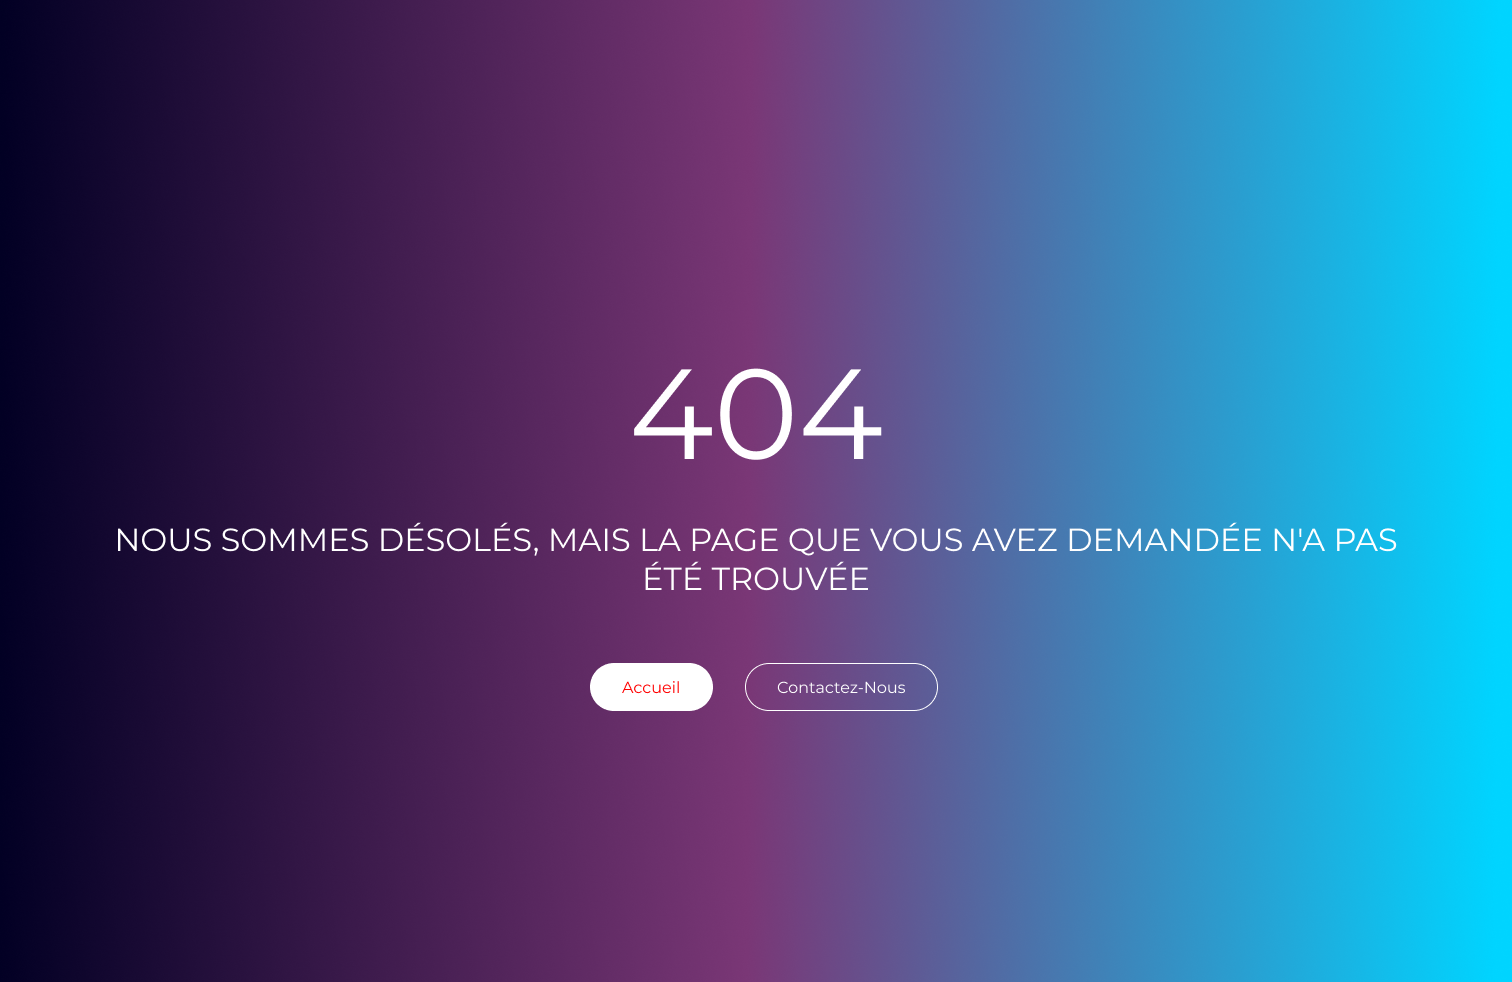 404
NOUS SOMMES DÉSOLÉS, MAIS LA PAGE QUE VOUS AVEZ DEMANDÉE N'A PAS
ÉTÉ TROUVÉE
Accueil
Contactez-Nous